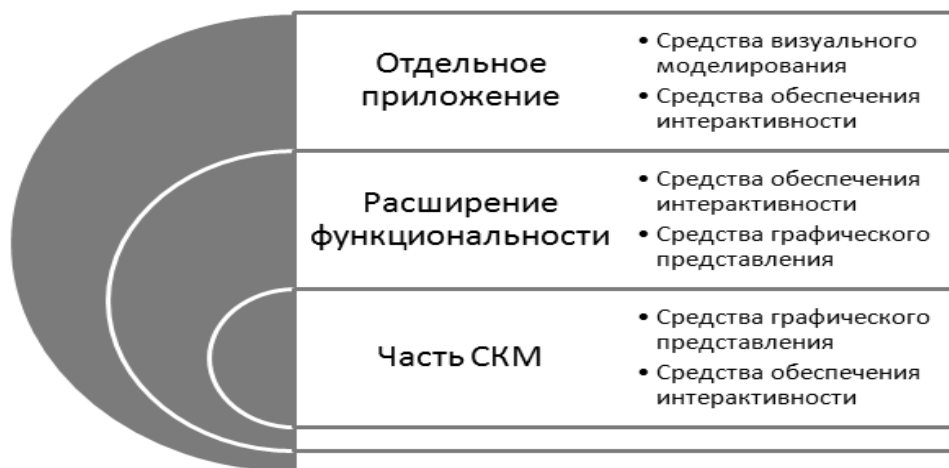 Отдельное
приложение
• Средства визуального
моделирования
• Средства обеспечения
интерактивности
Расширение
функциональности
• Средства обеспечения
интерактивности
• Средства графического
представления
Часть СКМ
• Средства графического
представления
• Средства обеспечения
интерактивности